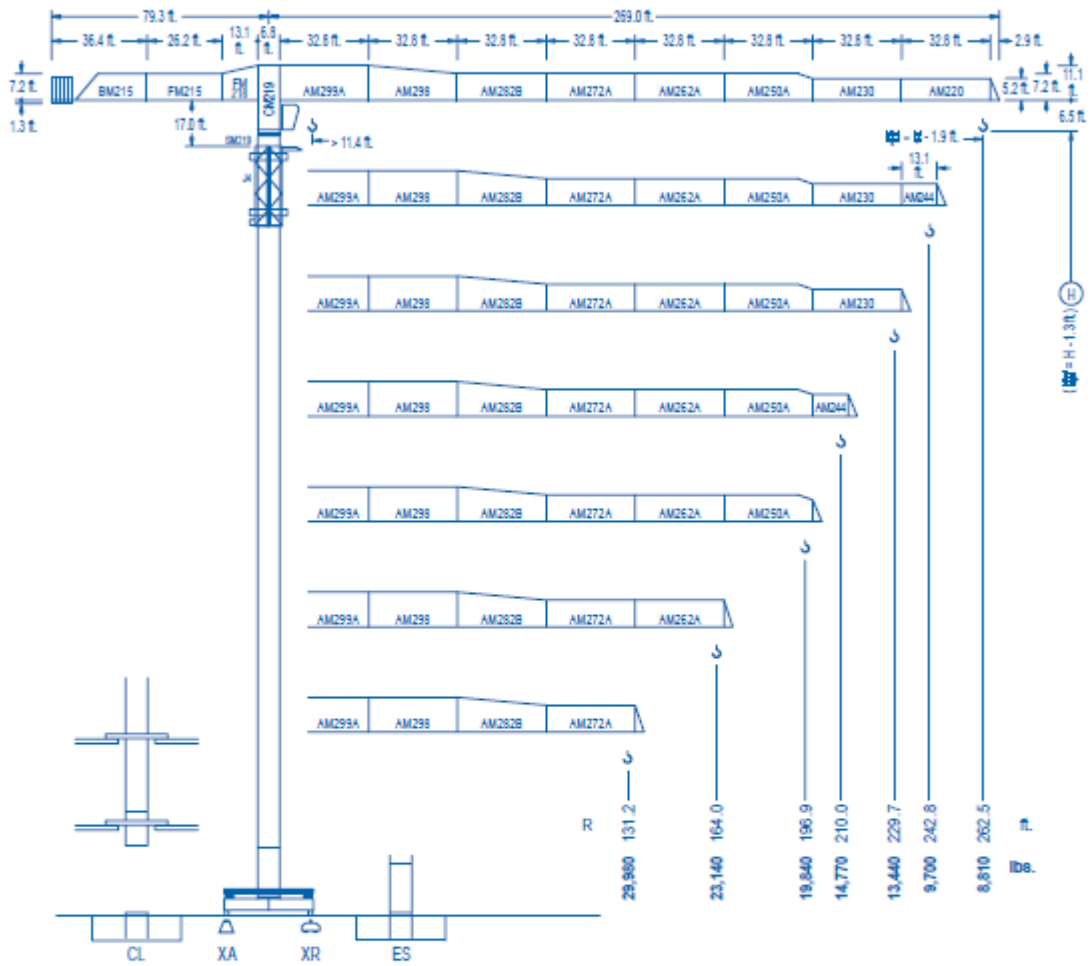 79.3 ft. 269.0 ft.
36.4 ft. 26.2 ft. 13.1 ft. 6.8 ft. 32.8 ft. 32.8 ft. 32.8 ft. 32.8 ft. 32.8 ft. 32.8 ft. 32.8 ft. 32.8 ft. 2.9 ft.
7.2 ft. BM215 FM215 FM CM219 AM299A AM298 AM282B AM272A AM262A AM250A AM230 AM220 5.2 ft. 7.2 ft. 11.1 ft.
1.3 ft. 17.0 ft. 6.5 ft.
> 11.4 ft. - 1.9 ft.
13.1 ft.
AM299A AM298 AM282B AM272A AM262A AM250A AM230 AM244
H
= H - 1.3 ft.)
AM299A AM298 AM282B AM272A AM262A AM250A AM230
AM299A AM298 AM282B AM272A AM262A AM250A AM244
AM299A AM298 AM282B AM272A AM262A AM250A
AM299A AM298 AM282B AM272A AM262A
AM299A AM298 AM282B AM272A
R 131.2 164.0 196.9 210.0 229.7 242.8 262.5 ft.
29,980 23,140 19,840 14,770 13,440 9,700 8,810 lbs.
CL XA XR ES